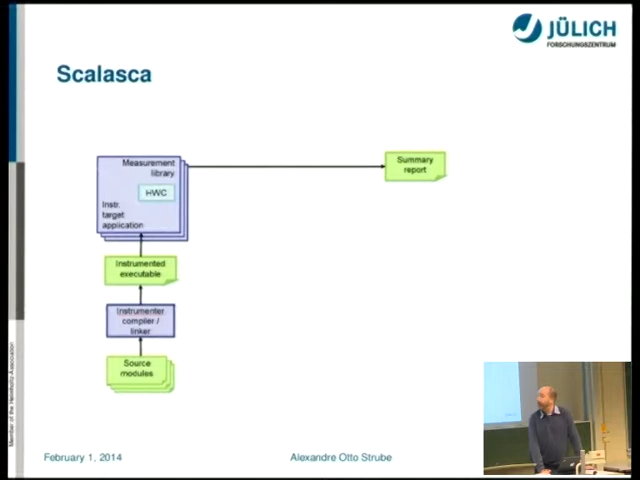 JÜLICH
FORSCHUNGSZENTRUM
Scalasca
Measurement
library
HWC
Instr.
target
application
Summary
report
Instrumented
executable
Instrumenter
compiler /
linker
Source
modules
Member of the Helmholtz-Association
February 1, 2014
Alexandre Otto Strube